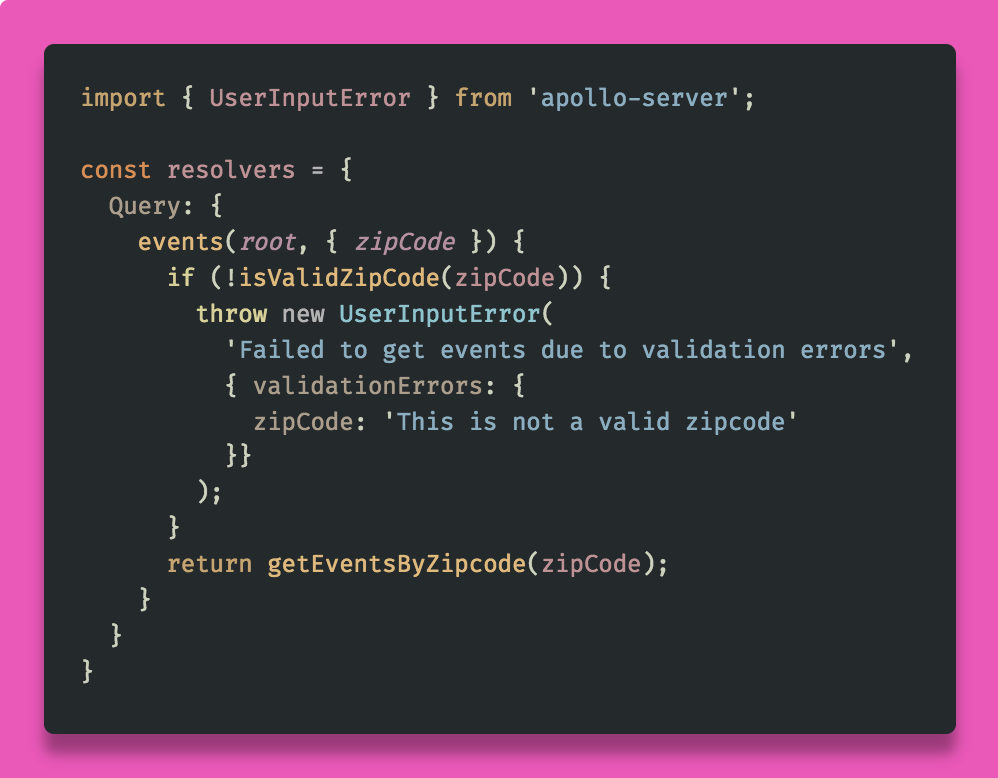 import { UserInputError } from 'apollo-server';

const resolvers = {
  Query: {
    events(root, { zipCode }) {
      if (!isValidZipCode(zipCode)) {
        throw new UserInputError(
          'Failed to get events due to validation errors',
          { validationErrors: {
            zipCode: 'This is not a valid zipcode'
          }}
        );
      }
      return getEventsByZipcode(zipCode);
    }
  }
}